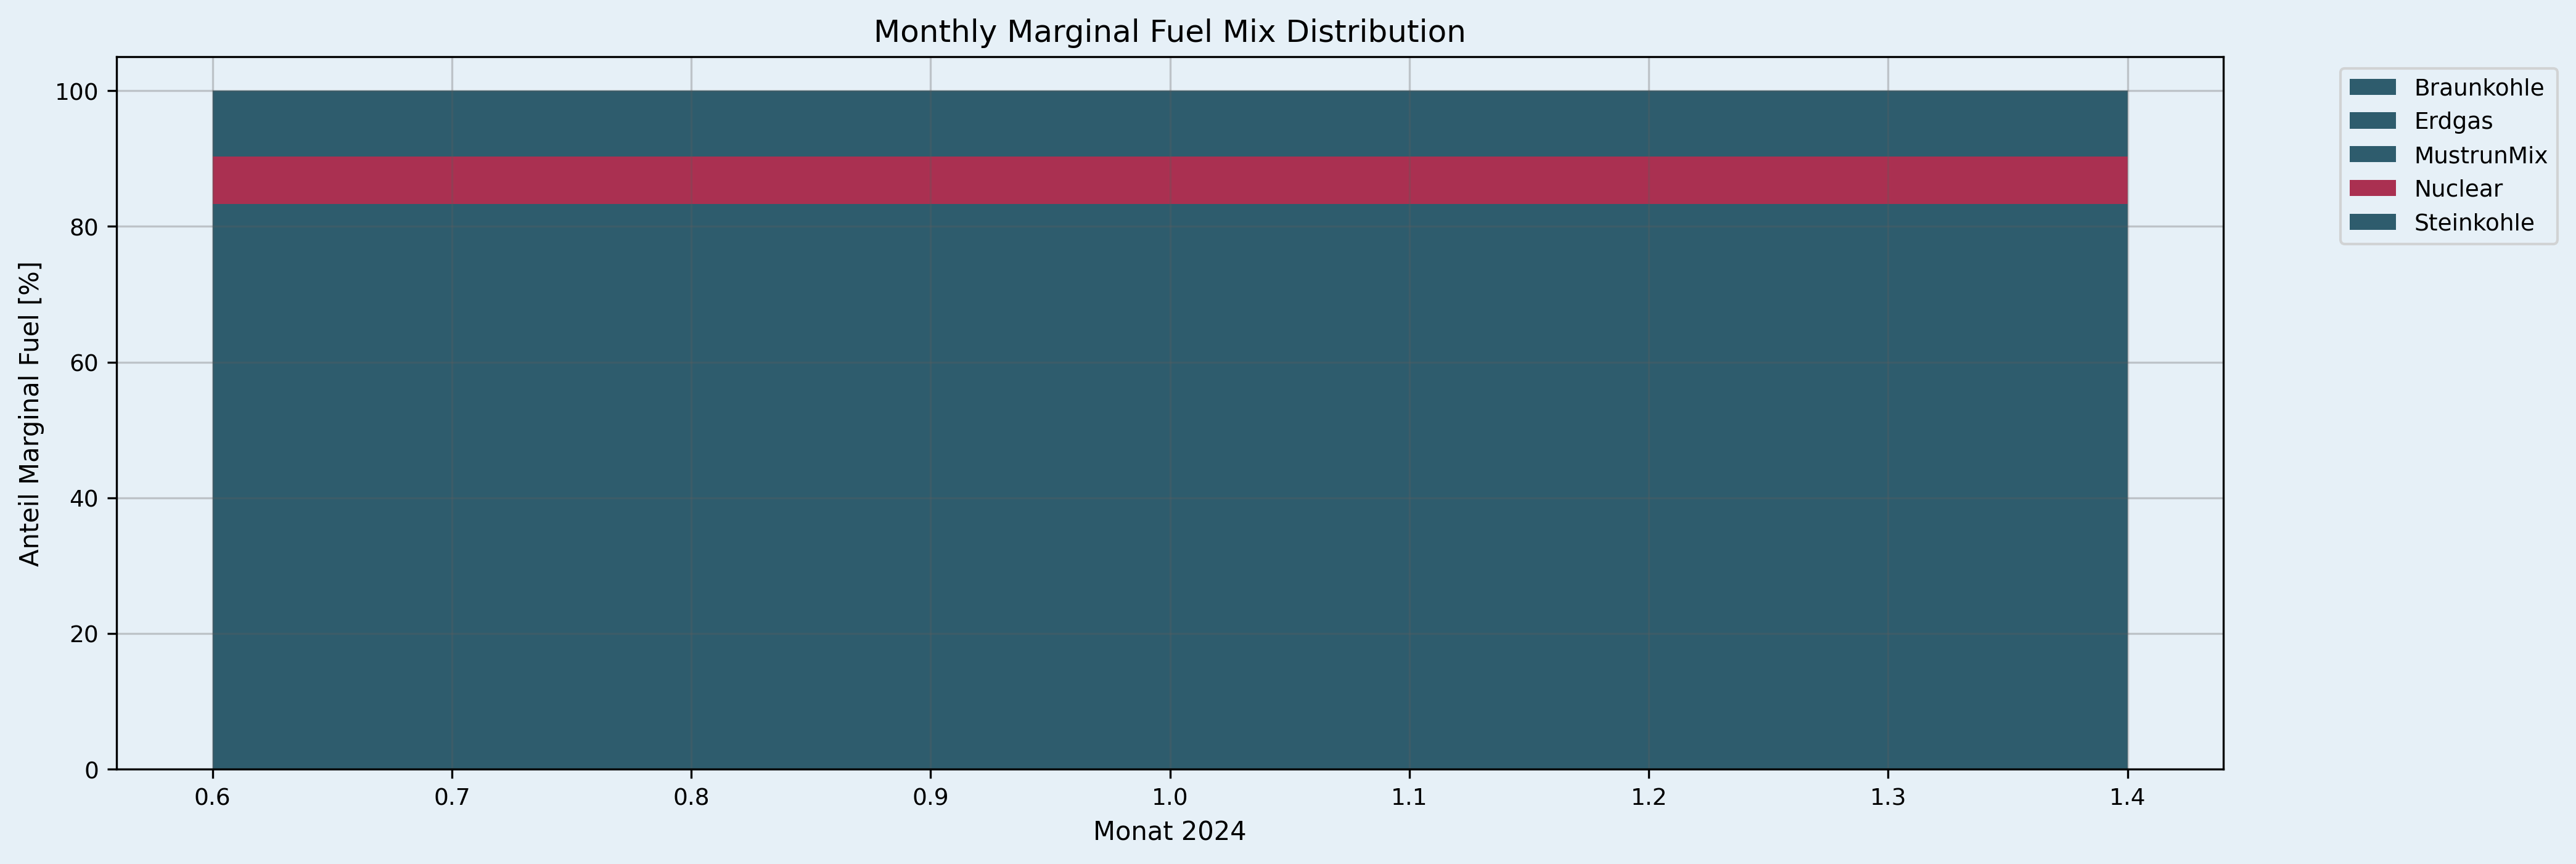 Monthly Marginal Fuel Mix Distribution
Anteil Marginal Fuel [%]
100
80
60
40
20
0
0.6 0.7 0.8 0.9 1.0 1.1 1.2 1.3 1.4
Monat 2024
Braunkohle
Erdgas
MustrunMix
Nuclear
Steinkohle